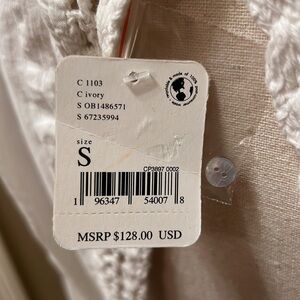 C 1103
C ivory
S OB1486571
S 67235994
size
S
CP3897 0002
1 96347 54007 8
MSRP $128.00 USD